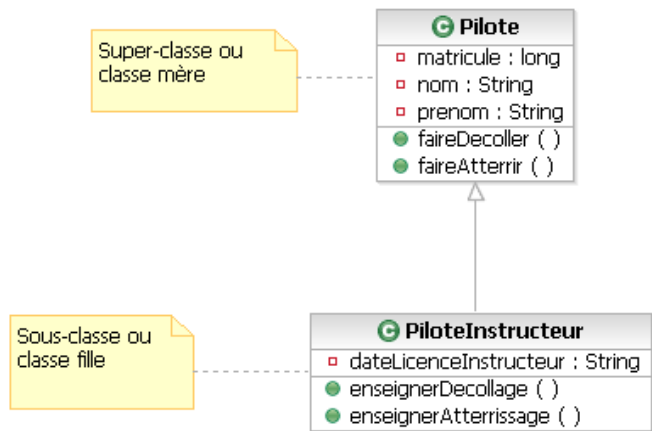 Super-classe ou
classe mère
C Pilote
matricule : long
nom : String
prenom : String
faireDecoller ( )
faireAtterrir ( )
Sous-classe ou
classe fille
C PiloteInstructeur
dateLicenceInstructeur : String
enseignerDecollage ( )
enseignerAtterrissage ( )